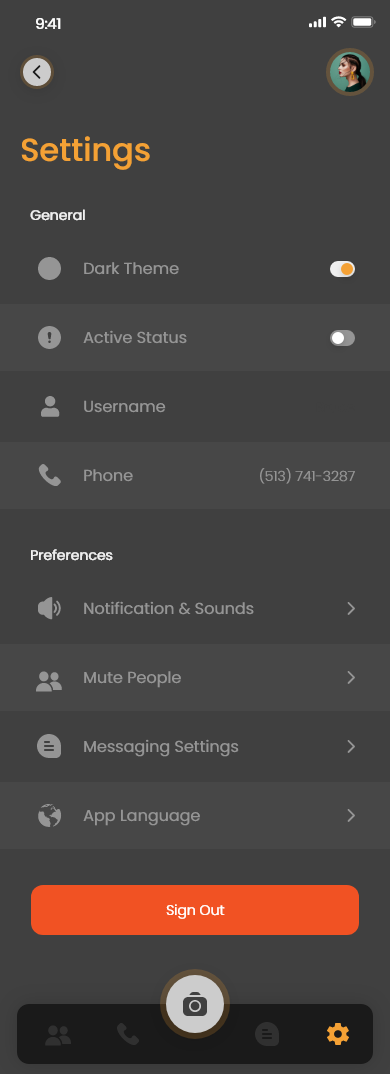 9:41
Settings
General
Dark Theme
Active Status
Username
Phone (513) 741-3287
Preferences
Notification & Sounds
Mute People
Messaging Settings
App Language
Sign Out